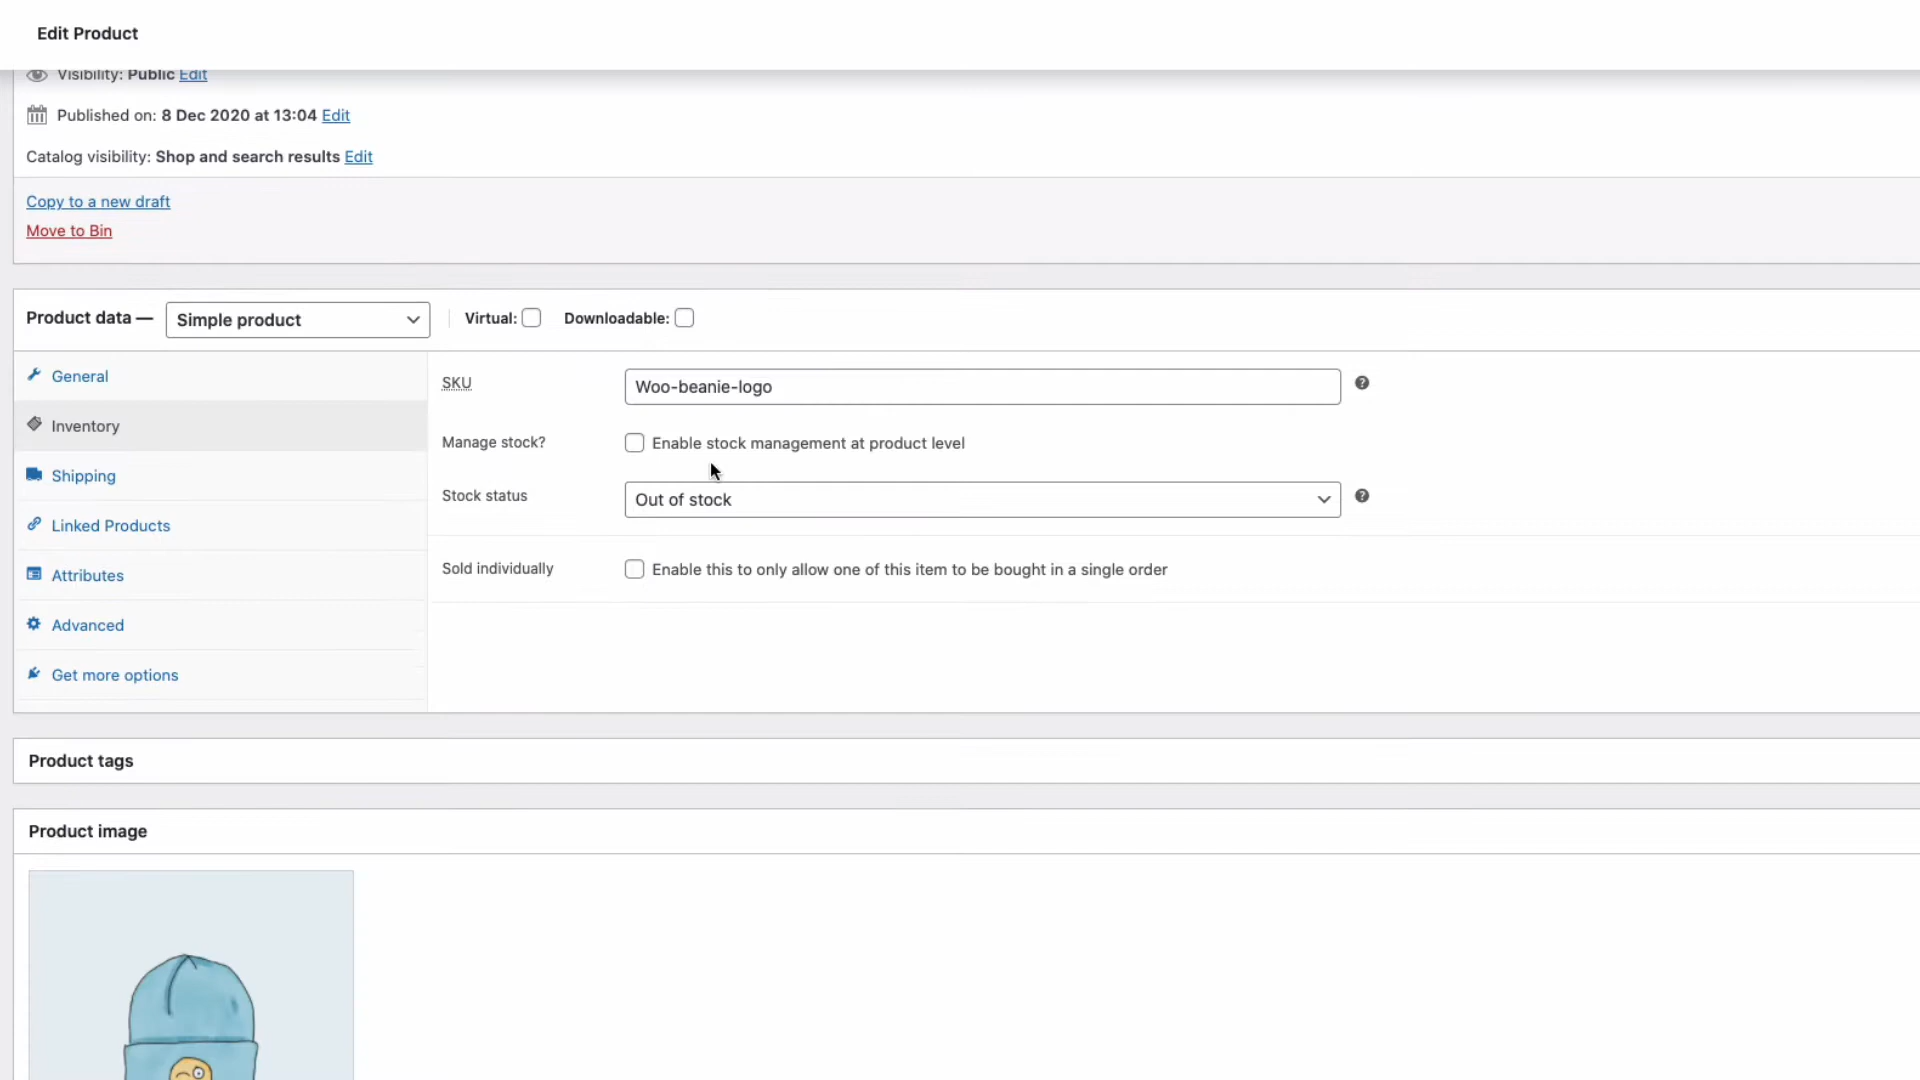 Edit Product
Visibility: Public Edit
Published on: 8 Dec 2020 at 13:04 Edit
Catalog visibility: Shop and search results Edit
Copy to a new draft
Move to Bin
Product data — Simple product Virtual: Downloadable:
General
Inventory
Shipping
Linked Products
Attributes
Advanced
Get more options
SKU Woo-beanie-logo
Manage stock? Enable stock management at product level
Stock status Out of stock
Sold individually Enable this to only allow one of this item to be bought in a single order
Product tags
Product image